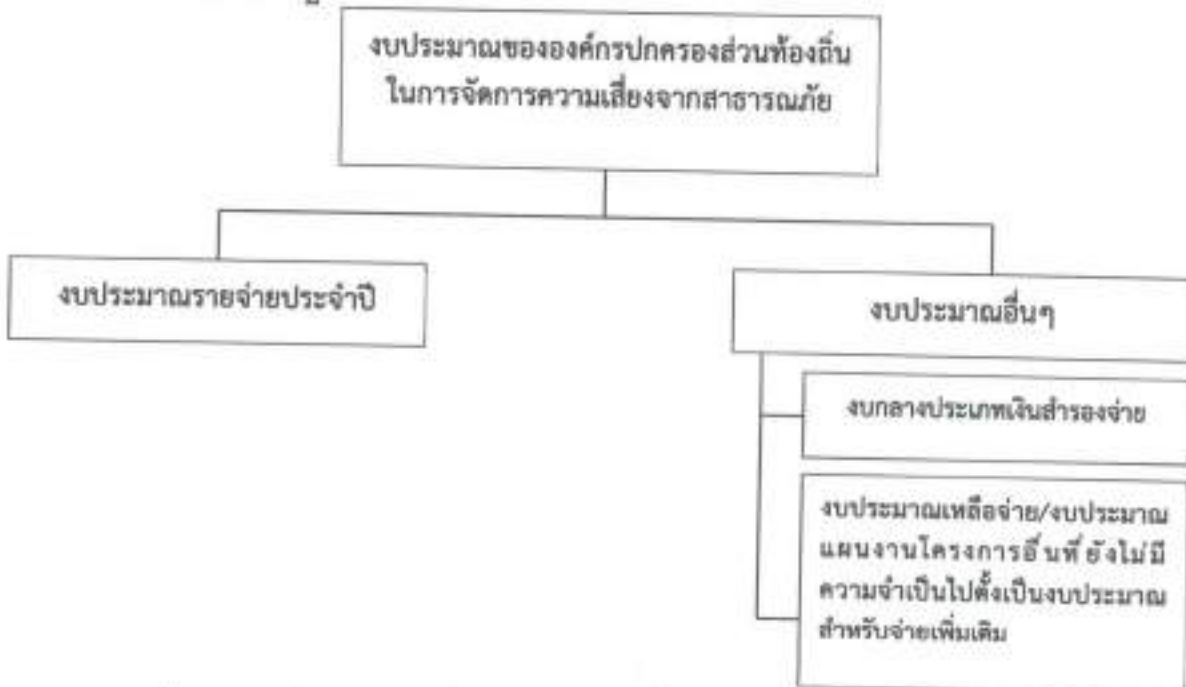 งบประมาณขององค์กรปกครองส่วนท้องถิ่น
ในการจัดการความเสี่ยงจากสาธารณภัย
งบประมาณรายจ่ายประจำปี
งบประมาณอื่นๆ
งบกลางประเภทเงินสำรองจ่าย
งบประมาณเหลือจ่าย/งบประมาณ
แผนงานโครงการอื่นที่ยังไม่มี
ความจำเป็นไปตั้งเป็นงบประมาณ
สำหรับจ่ายเพิ่มเติม